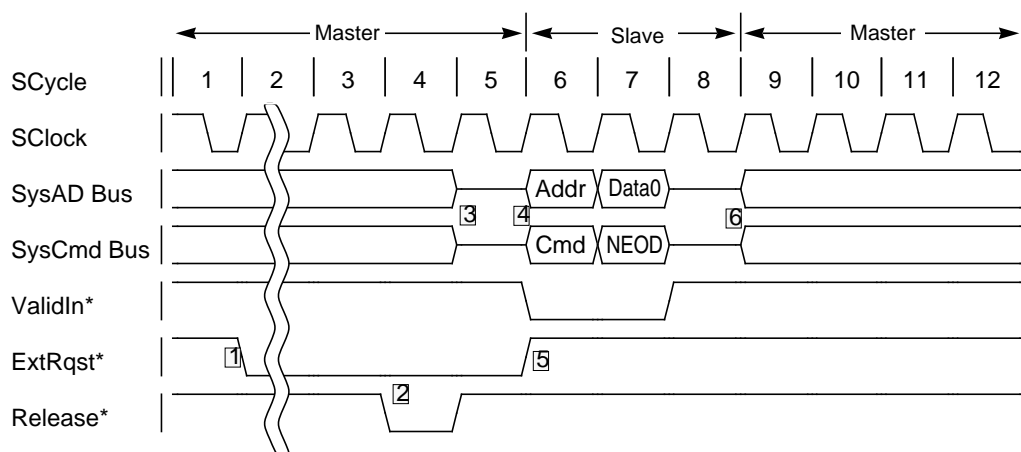 Master Slave Master
SCycle 1 2 3 4 5 6 7 8 9 10 11 12
SClock
SysAD Bus Addr Data0
3 4 6
SysCmd Bus Cmd NEOD
ValidIn*
ExtRqst* 1 5
2
Release*